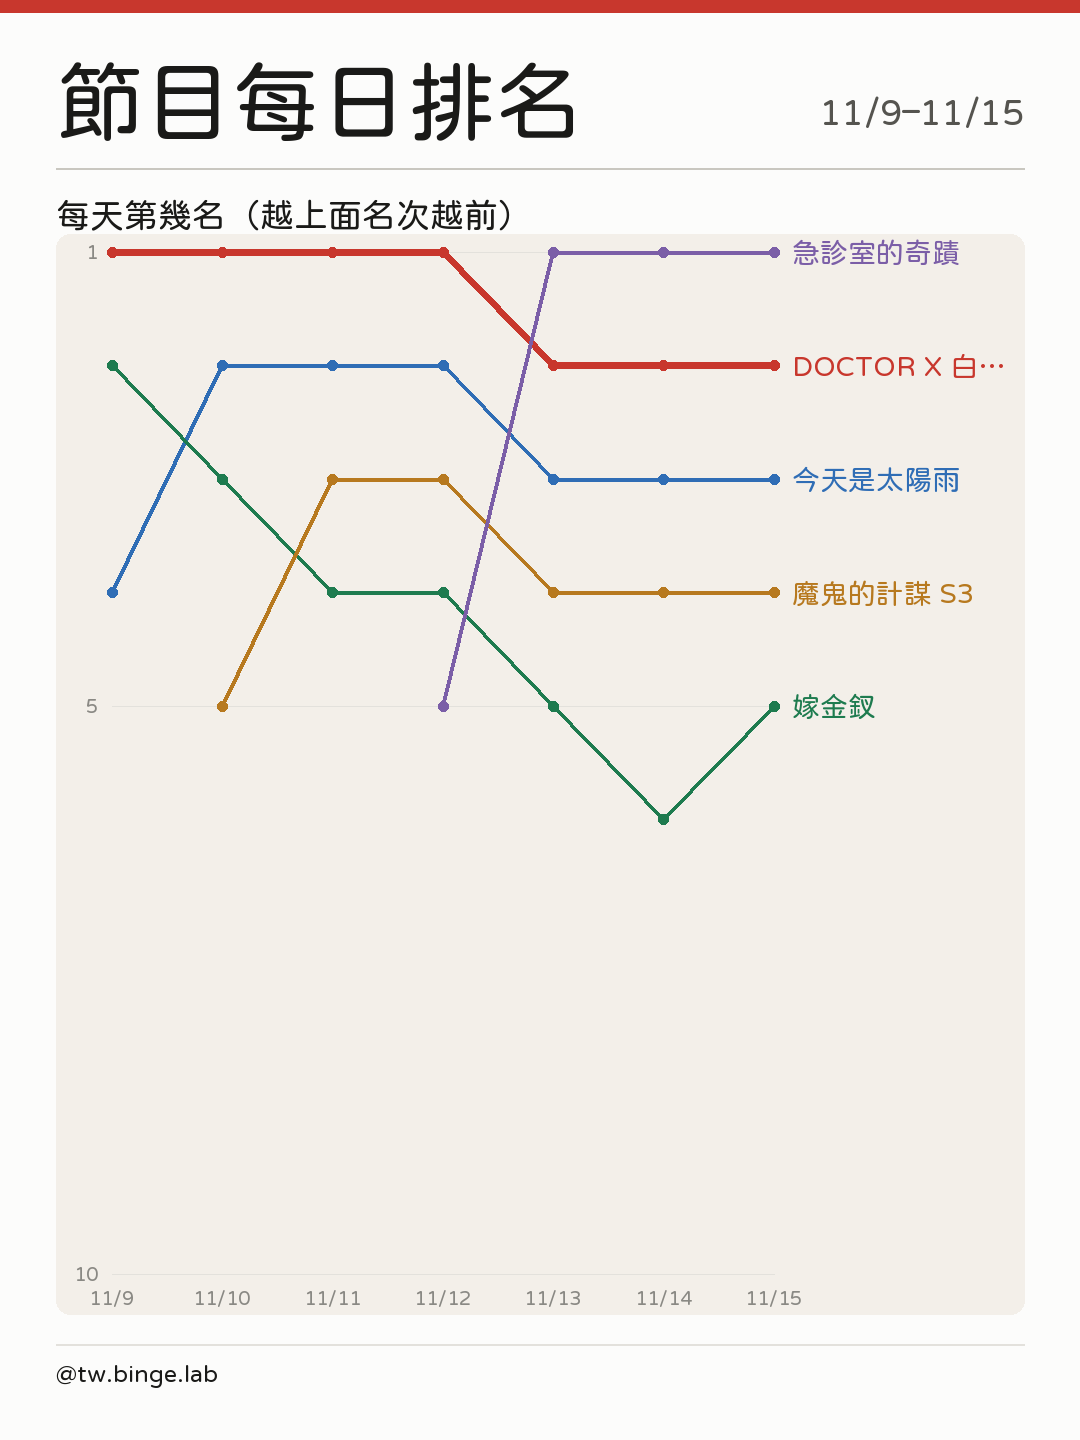 節目每日排名
11/9–11/15
每天第幾名（越上面名次越前）
1
急診室的奇蹟
DOCTOR X 白…
今天是太陽雨
魔鬼的計謀 S3
5
嫁金釵
10
11/9 11/10 11/11 11/12 11/13 11/14 11/15
@tw.binge.lab